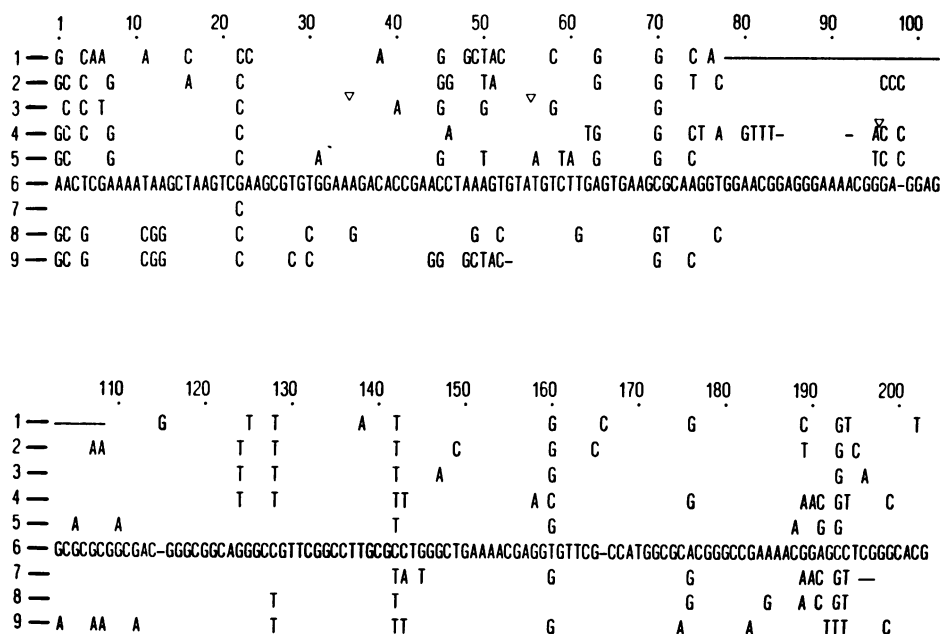 1 10 20 30 40 50 60 70 80 90 100
1 — G CAA A C CC A G GCTAC C G G C A —
2 — GC C G A C GG TA G G T C CCC
3 — C C T C ▽ A G G ▽ G G
4 — GC C G C A TG G CT A GTTT– – ▽ AC C
5 — GC G C A G T A TA G G C TC C
6 — AACTCGAAAATAAGCTAAGTCGAAGCGTGTGGAAAGACACCGAACCTAAAGTGTATGTCTTGAGTGAAGCGCAAGGTGGAACGGAGGGAAAACGGGA-GGAG
7 — C
8 — GC G CGG C C G G C G GT C
9 — GC G CGG C C C GG GCTAC– G C
110 120 130 140 150 160 170 180 190 200
1 — — G T T A T G C G C GT T
2 — AA T T T C G C T G C
3 — T T T A G G A
4 — T T TT A G G AAC GT C
5 — A A T G A G G
6 — GCGCGCGGCGAC-GGGCGGCAGGGCCGTTCGGCCTTGCGCCTGGGCTGAAAACGAGGTGTTCG-CCATGGCGCACGGGCCGAAAACGGAGCCTCGGGCACG
7 — TA T G G AAC GT —
8 — T T G G A C GT
9 — A AA A T TT G A A TTT C